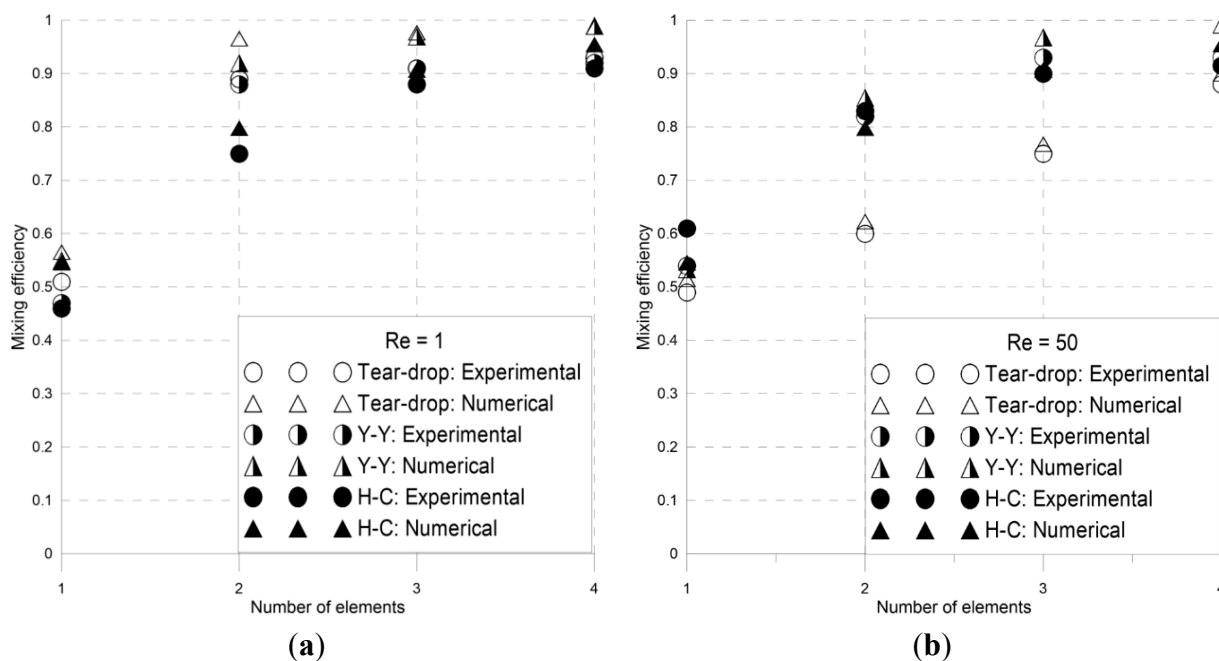 1
0.9
0.8
0.7
0.6
0.5
0.4
0.3
0.2
0.1
0
Mixing efficiency
Re = 1
Tear-drop: Experimental
Tear-drop: Numerical
Y-Y: Experimental
Y-Y: Numerical
H-C: Experimental
H-C: Numerical
1 2 3 4
Number of elements
(a)
1
0.9
0.8
0.7
0.6
0.5
0.4
0.3
0.2
0.1
0
Mixing efficiency
Re = 50
Tear-drop: Experimental
Tear-drop: Numerical
Y-Y: Experimental
Y-Y: Numerical
H-C: Experimental
H-C: Numerical
1 2 3 4
Number of elements
(b)